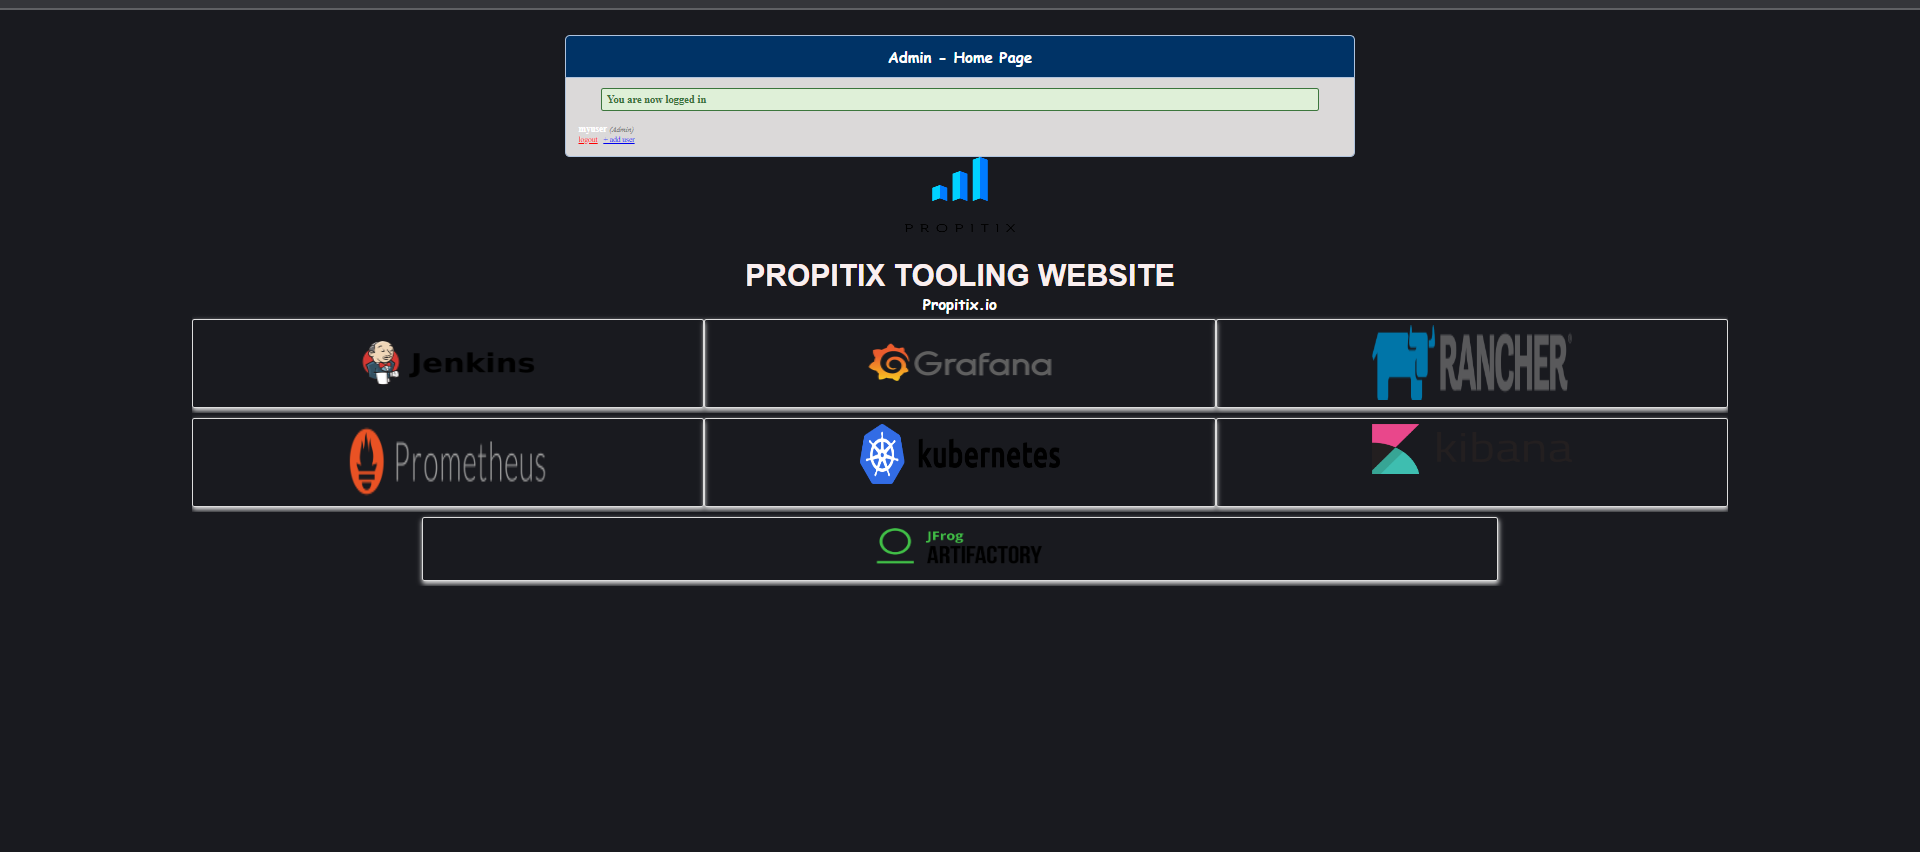 Admin - Home Page
You are now logged in
myuser (Admin)
logout + add user
PROPITIX
PROPITIX TOOLING WEBSITE
Propitix.io
Jenkins
Grafana
RANCHER®
Prometheus
kubernetes
kibana
JFrog
ARTIFACTORY